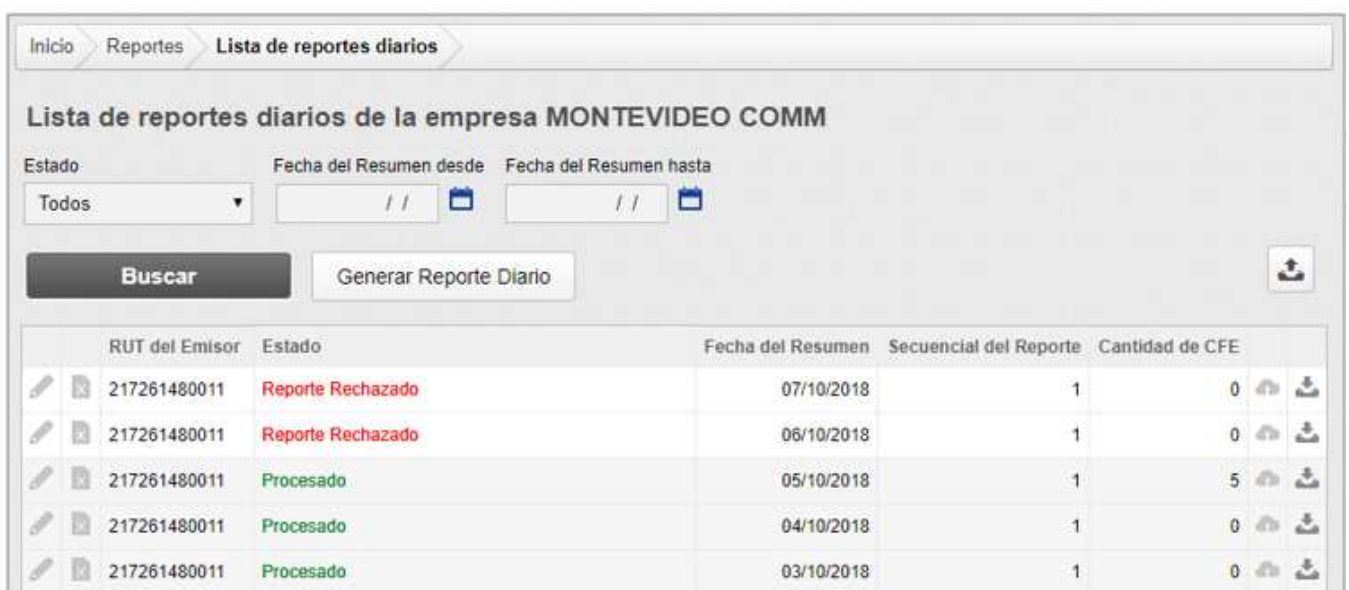 Inicio Reportes Lista de reportes diarios
Lista de reportes diarios de la empresa MONTEVIDEO COMM
Estado Fecha del Resumen desde Fecha del Resumen hasta
Todos / / / /
Buscar Generar Reporte Diario
RUT del Emisor Estado Fecha del Resumen Secuencial del Reporte Cantidad de CFE
217261480011 Reporte Rechazado 07/10/2018 1 0
217261480011 Reporte Rechazado 06/10/2018 1 0
217261480011 Procesado 05/10/2018 1 5
217261480011 Procesado 04/10/2018 1 0
217261480011 Procesado 03/10/2018 1 0